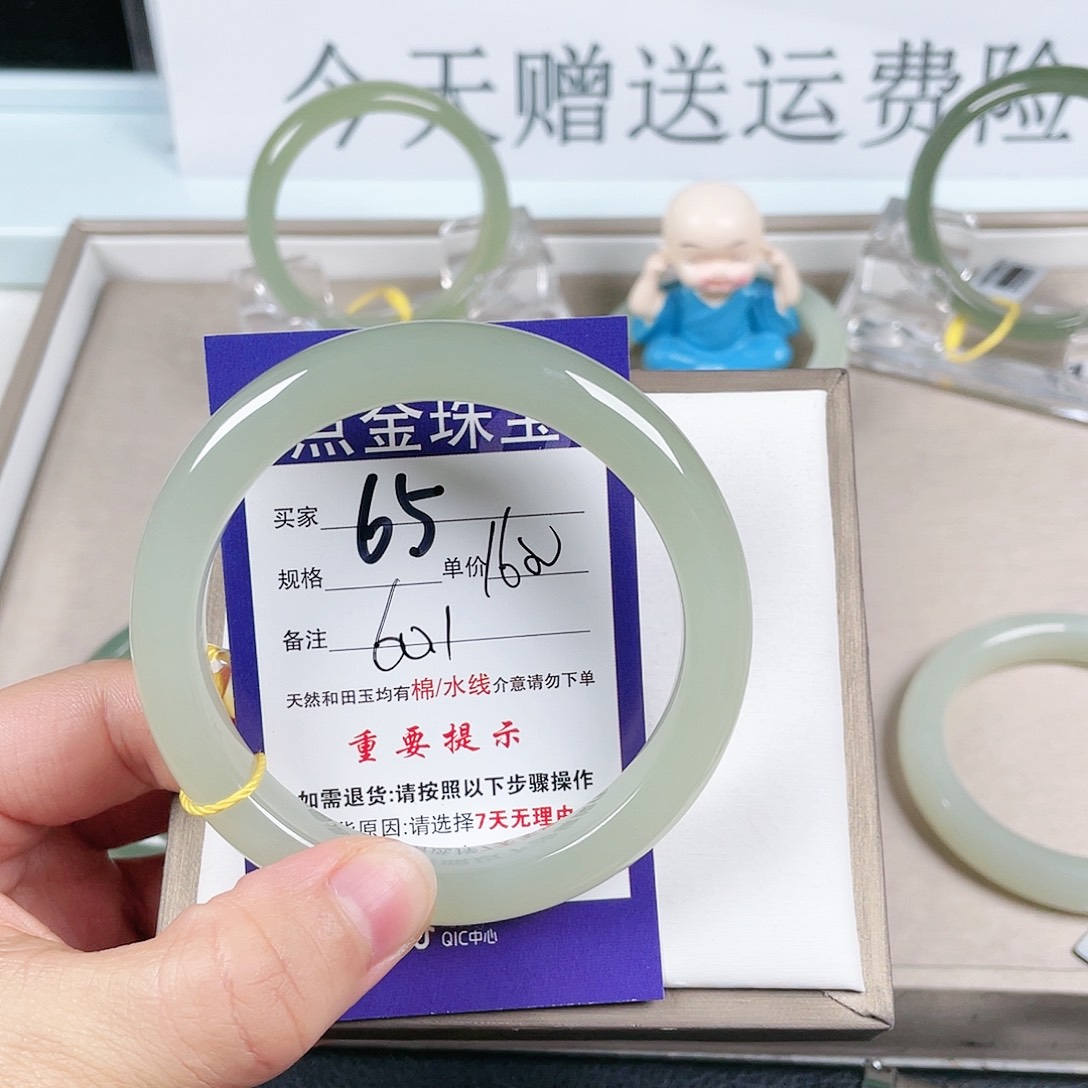 今天赠送运费险
点金珠宝
买家 65
规格 单价 1600
备注 6001
天然和田玉均有棉/水线介意请勿下单
重要提示
如需退货:请按照以下步骤操作
原因:请选择7天无理由
QIC中心